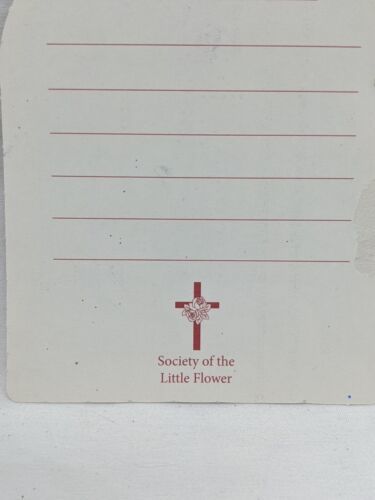 Society of the
Little Flower